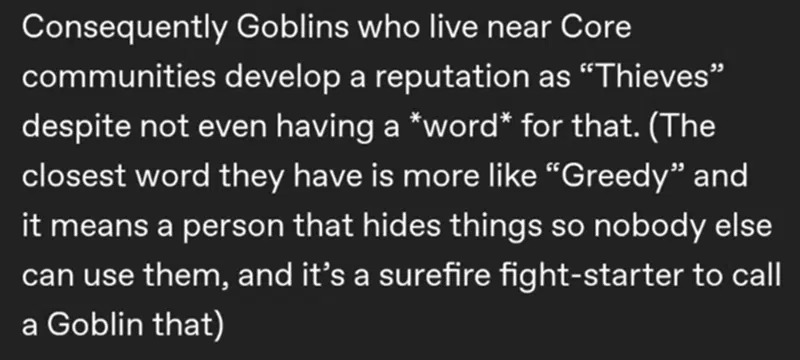 Consequently Goblins who live near Core
communities develop a reputation as “Thieves”
despite not even having a *word* for that. (The
closest word they have is more like “Greedy” and
it means a person that hides things so nobody else
can use them, and it’s a surefire fight-starter to call
a Goblin that)